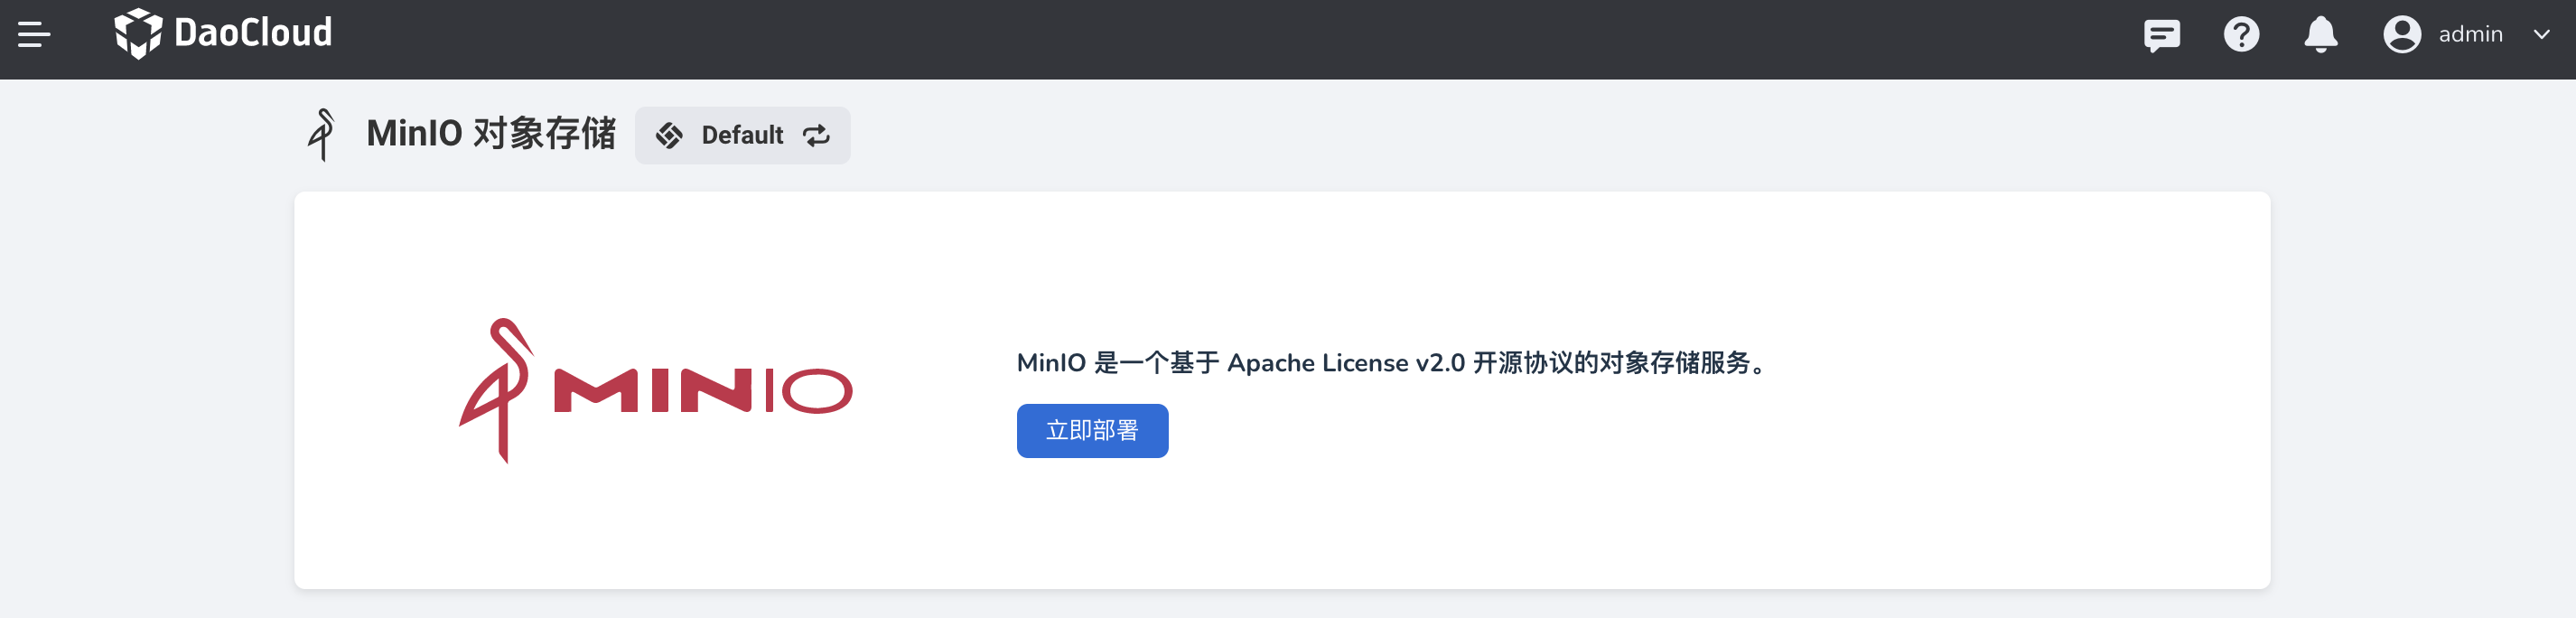 DaoCloud
admin
MinIO 对象存储
Default
MINIO
MinIO 是一个基于 Apache License v2.0 开源协议的对象存储服务。
立即部署